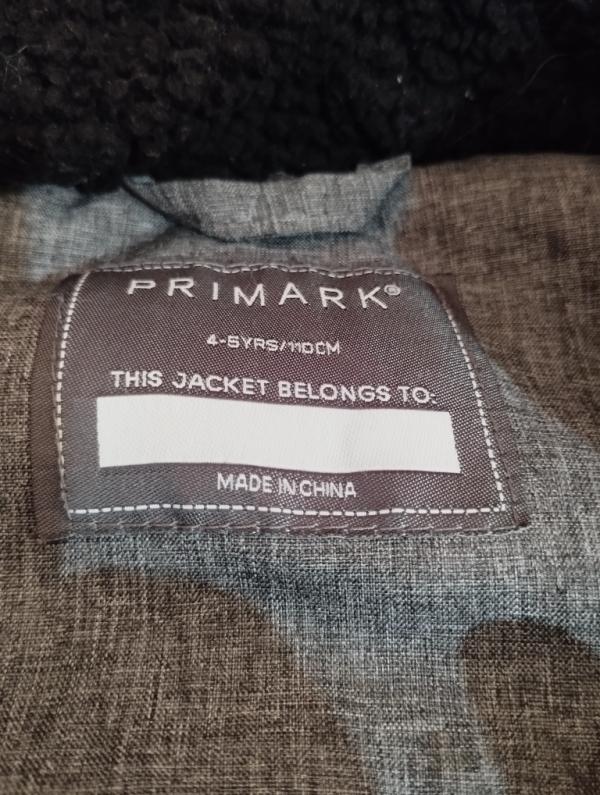 PRIMARK®
4-5YRS/110CM
THIS JACKET BELONGS TO:
MADE IN CHINA